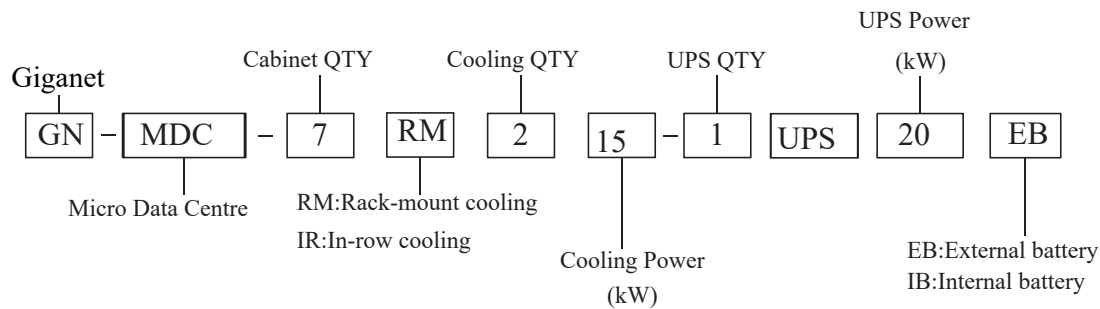 UPS Power
(kW)
Cabinet QTY
Cooling QTY
UPS QTY
Giganet
GN – MDC – 7 RM 2 15 – 1 UPS 20 EB
Micro Data Centre
RM:Rack-mount cooling
IR:In-row cooling
Cooling Power
(kW)
EB:External battery
IB:Internal battery